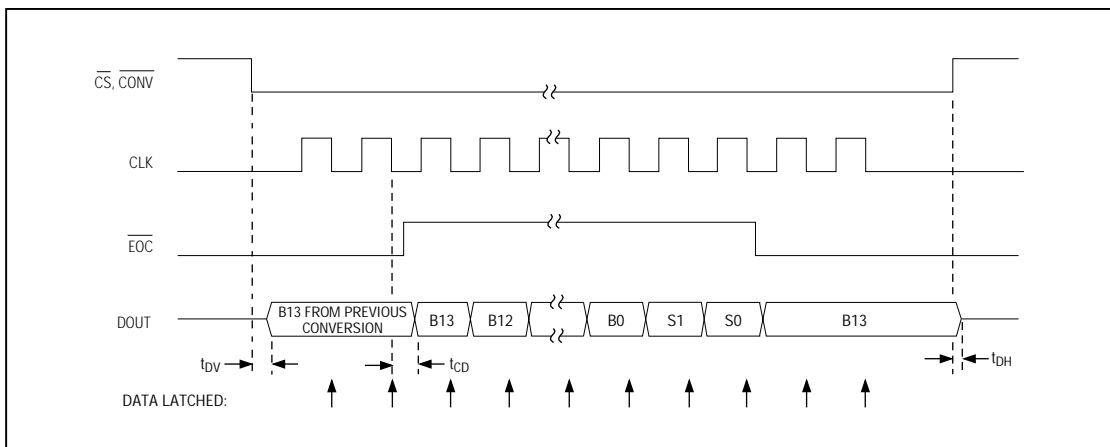 CS, CONV
CLK
EOC
DOUT
B13 FROM PREVIOUS
CONVERSION
B13
B12
B0
S1
S0
B13
tDV
tCD
tDH
DATA LATCHED: